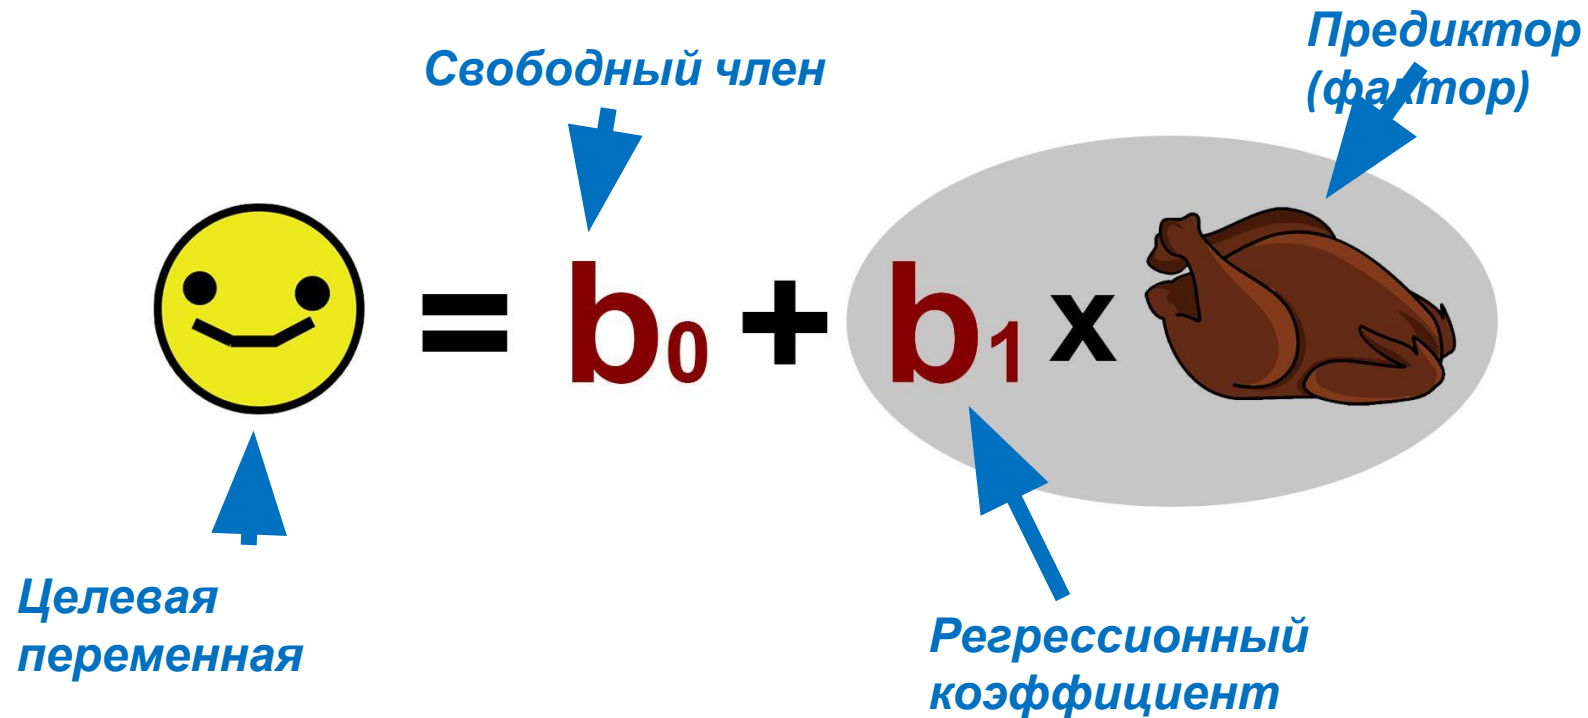 Предиктор
(фактор)
Свободный член
= b0 + b1 x
Целевая
переменная
Регрессионный
коэффициент